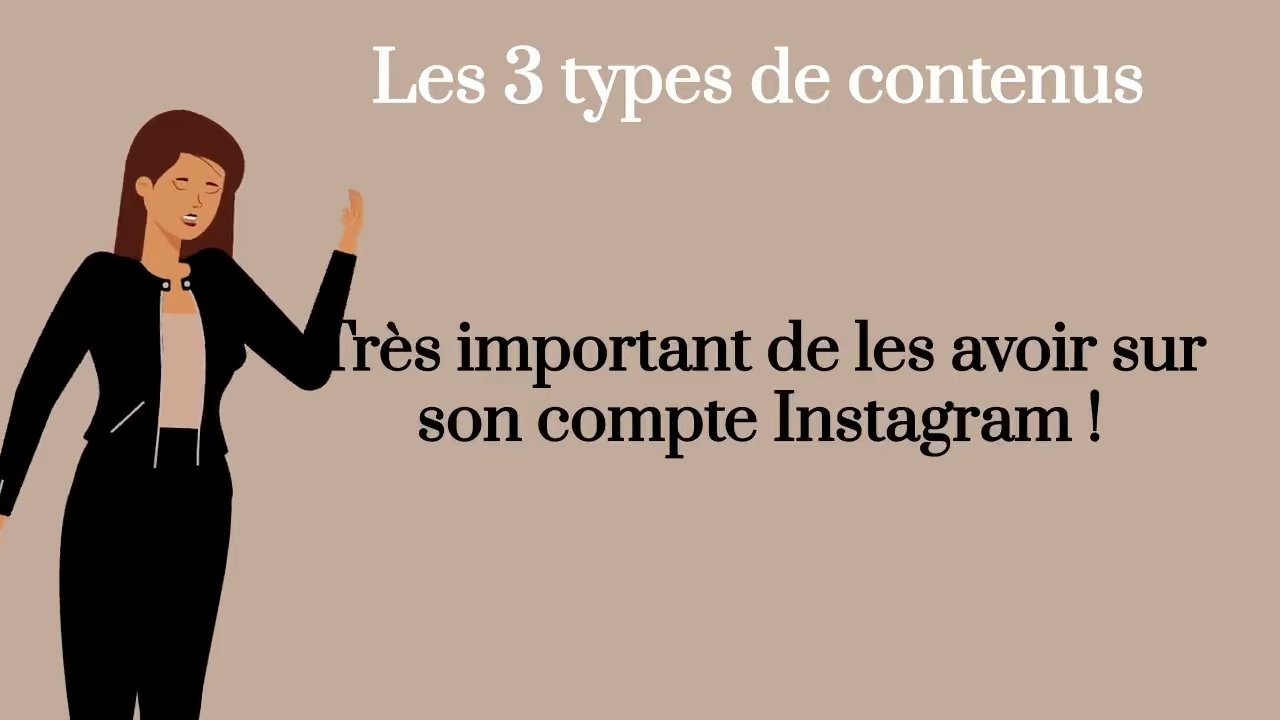 Les 3 types de contenus
Très important de les avoir sur
son compte Instagram !